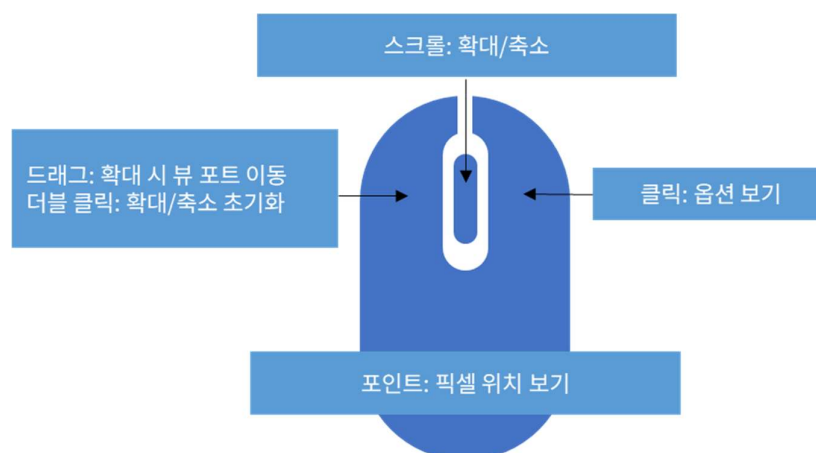 스크롤: 확대/축소
드래그: 확대 시 뷰 포트 이동
더블 클릭: 확대/축소 초기화
클릭: 옵션 보기
포인트: 픽셀 위치 보기